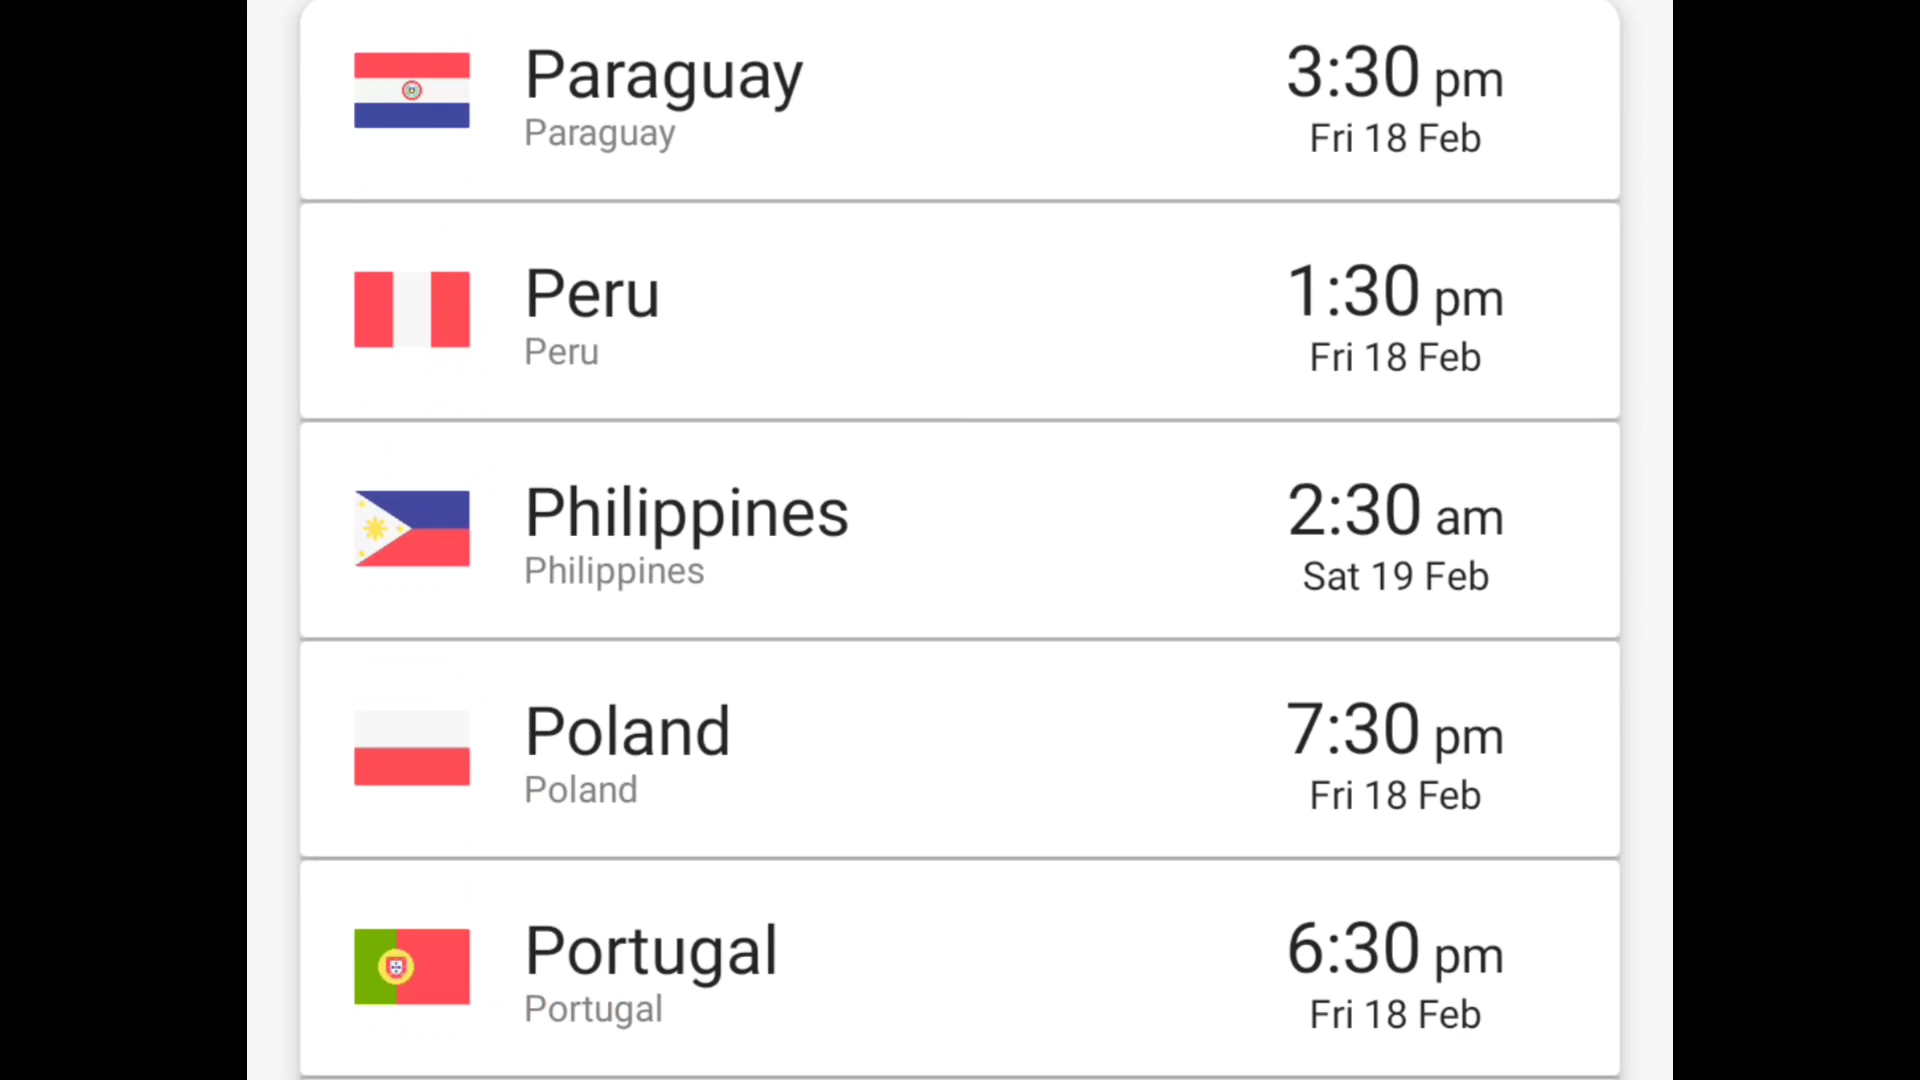 Paraguay
Paraguay
3:30 pm
Fri 18 Feb
Peru
Peru
1:30 pm
Fri 18 Feb
Philippines
Philippines
2:30 am
Sat 19 Feb
Poland
Poland
7:30 pm
Fri 18 Feb
Portugal
Portugal
6:30 pm
Fri 18 Feb